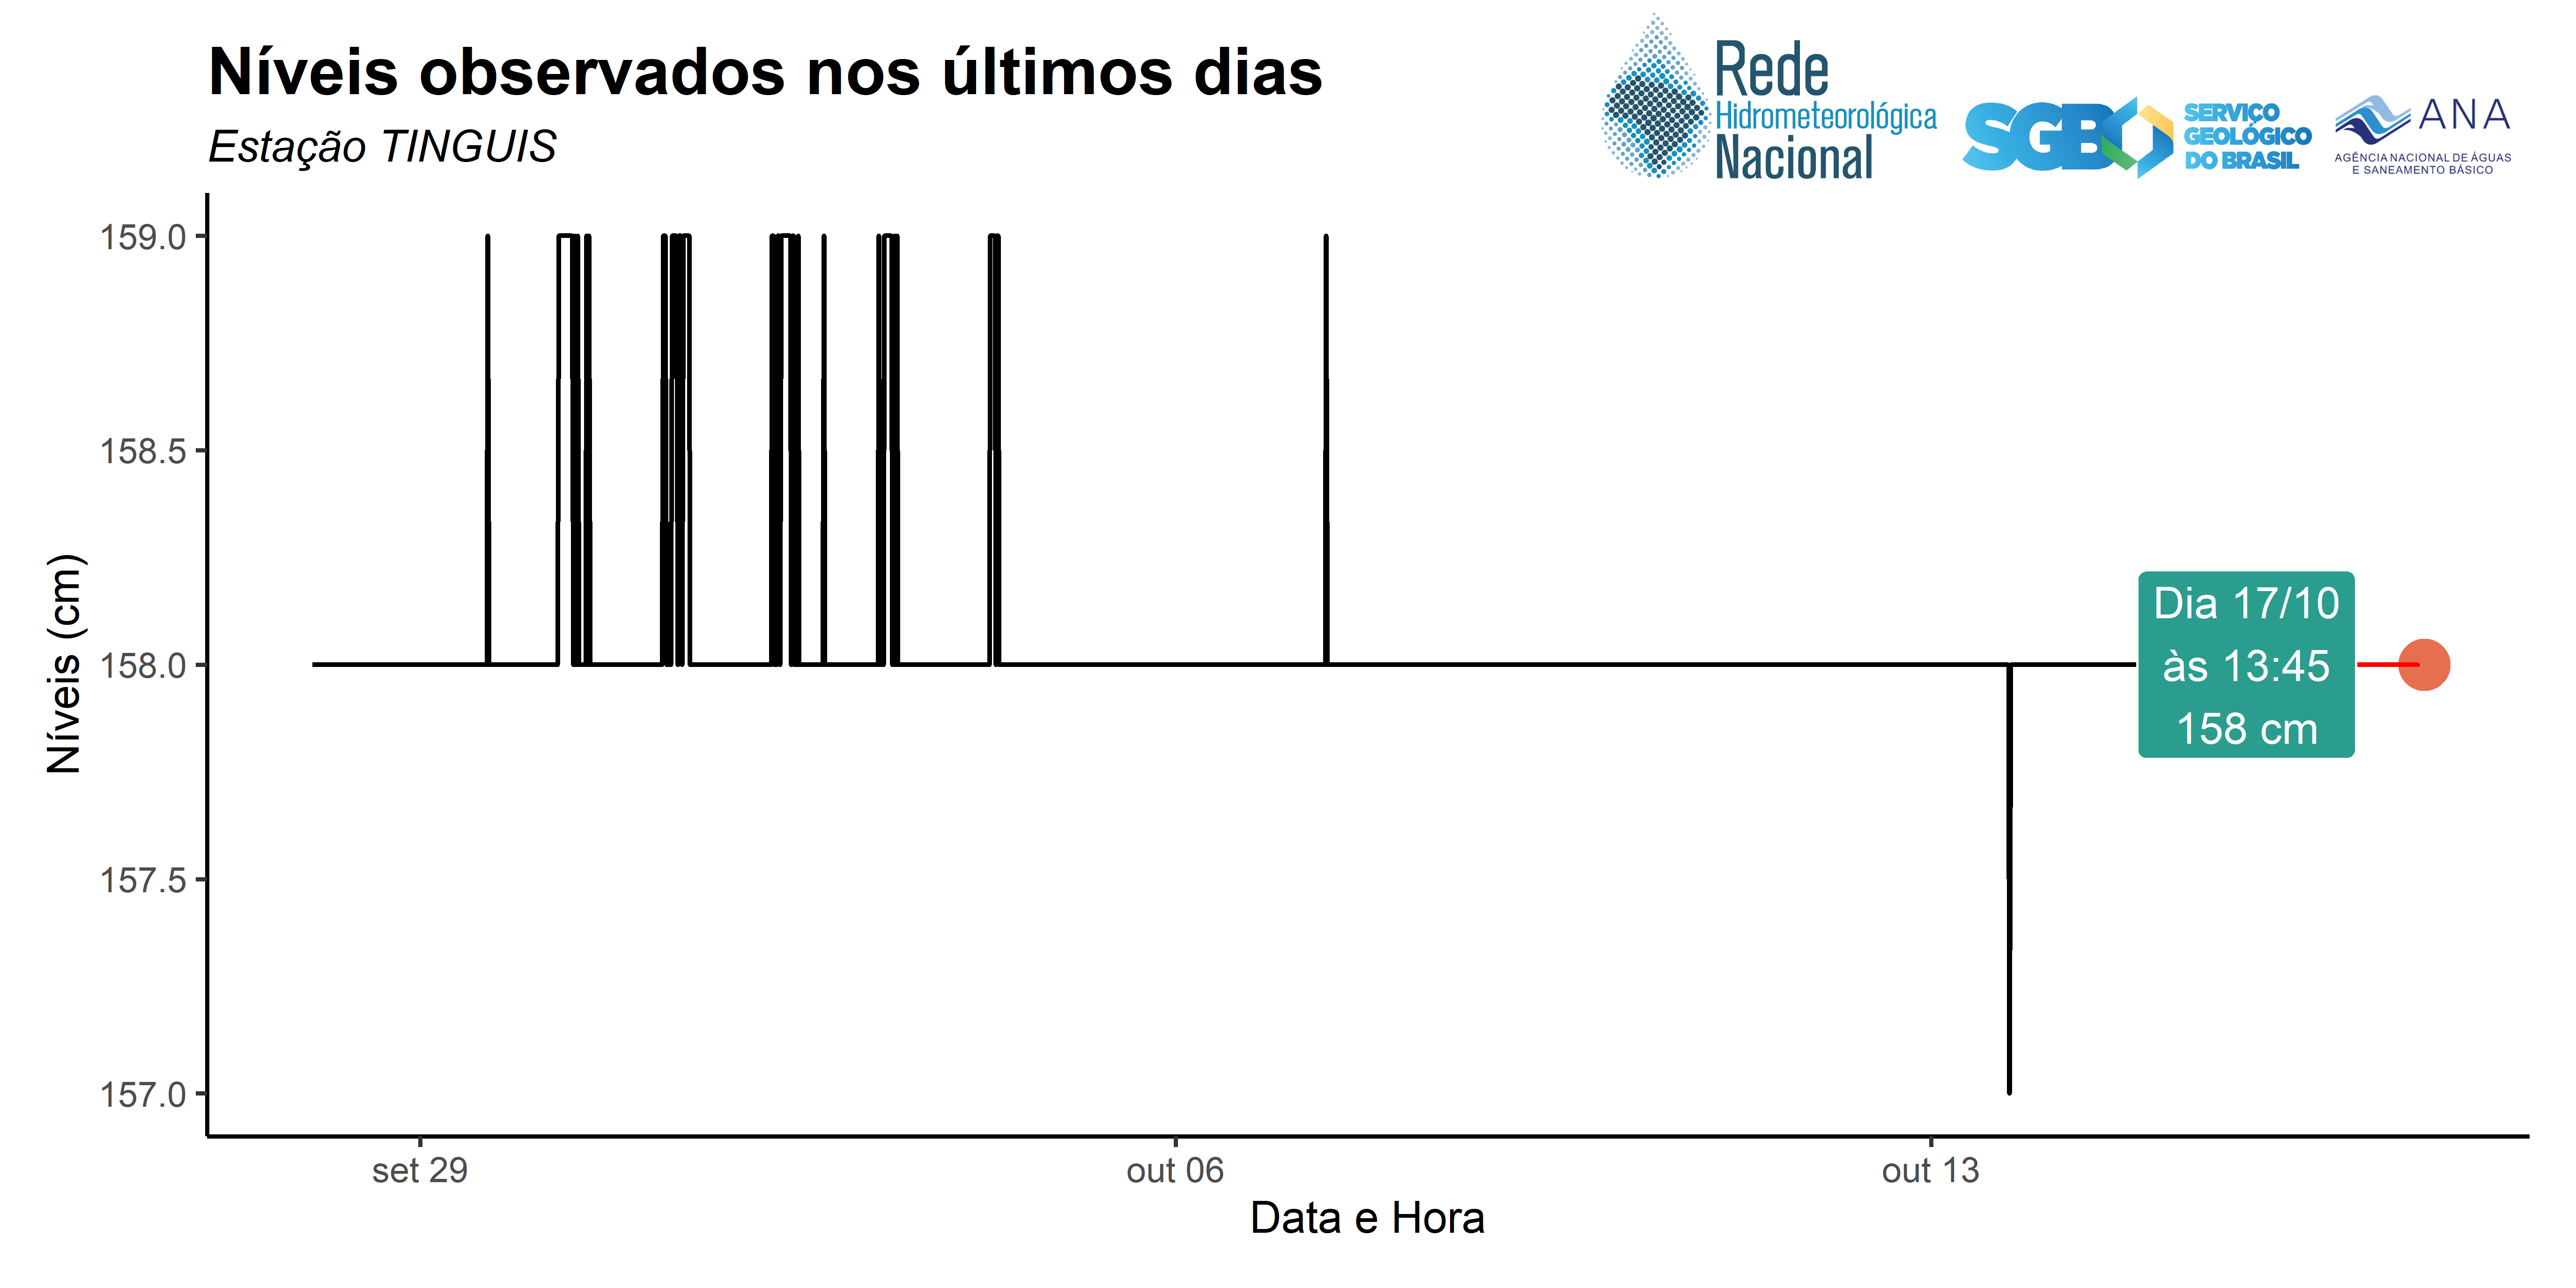 Níveis observados nos últimos dias
Estação TINGUIS
Rede
Hidrometeorológica
Nacional
SGB
SERVIÇO
GEOLÓGICO
DO BRASIL
ANA
AGÊNCIA NACIONAL DE ÁGUAS
E SANEAMENTO BÁSICO
Níveis (cm)
159.0
158.5
158.0
157.5
157.0
Dia 17/10
às 13:45
158 cm
set 29
out 06
out 13
Data e Hora